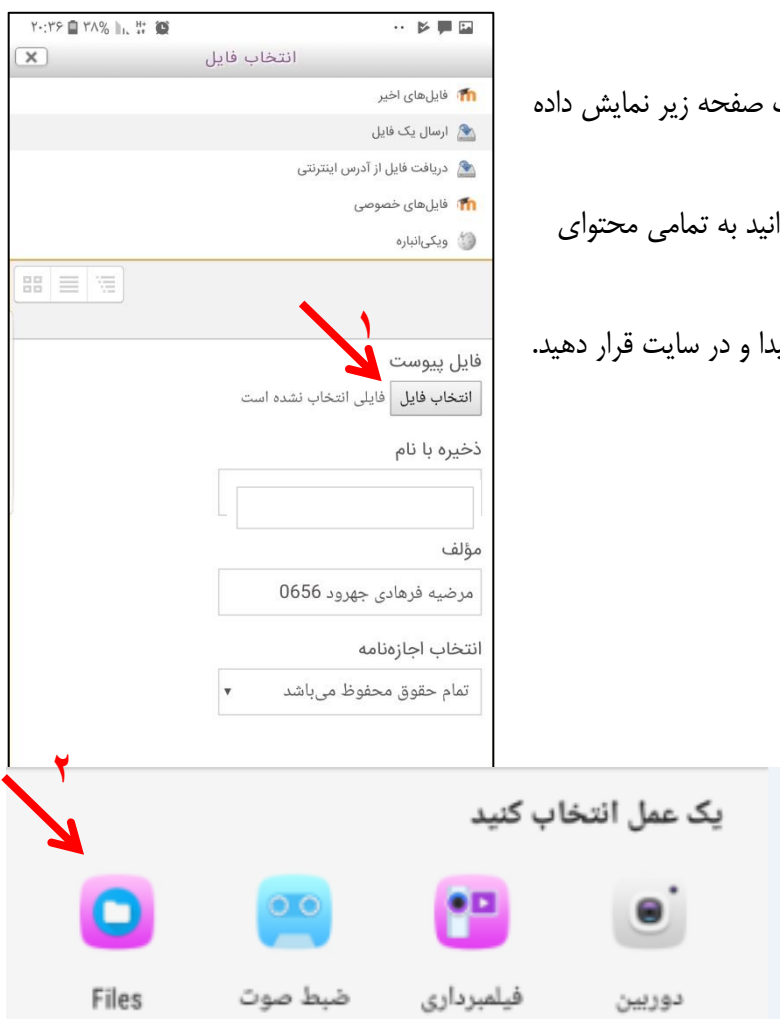 ۲۰:۳۶ ۳۸%
انتخاب فایل
فایل‌های اخیر
ارسال یک فایل
دریافت فایل از آدرس اینترنتی
فایل‌های خصوصی
ویکی‌انباره
صفحه زیر نمایش داده
به تمامی محتوای
و در سایت قرار دهید.
۱
فایل پیوست
انتخاب فایل فایلی انتخاب نشده است
ذخیره با نام
مؤلف
مرضیه فرهادی جهرود 0656
انتخاب اجازه‌نامه
تمام حقوق محفوظ می‌باشد
۲
یک عمل انتخاب کنید
دوربین فیلمبرداری ضبط صوت Files